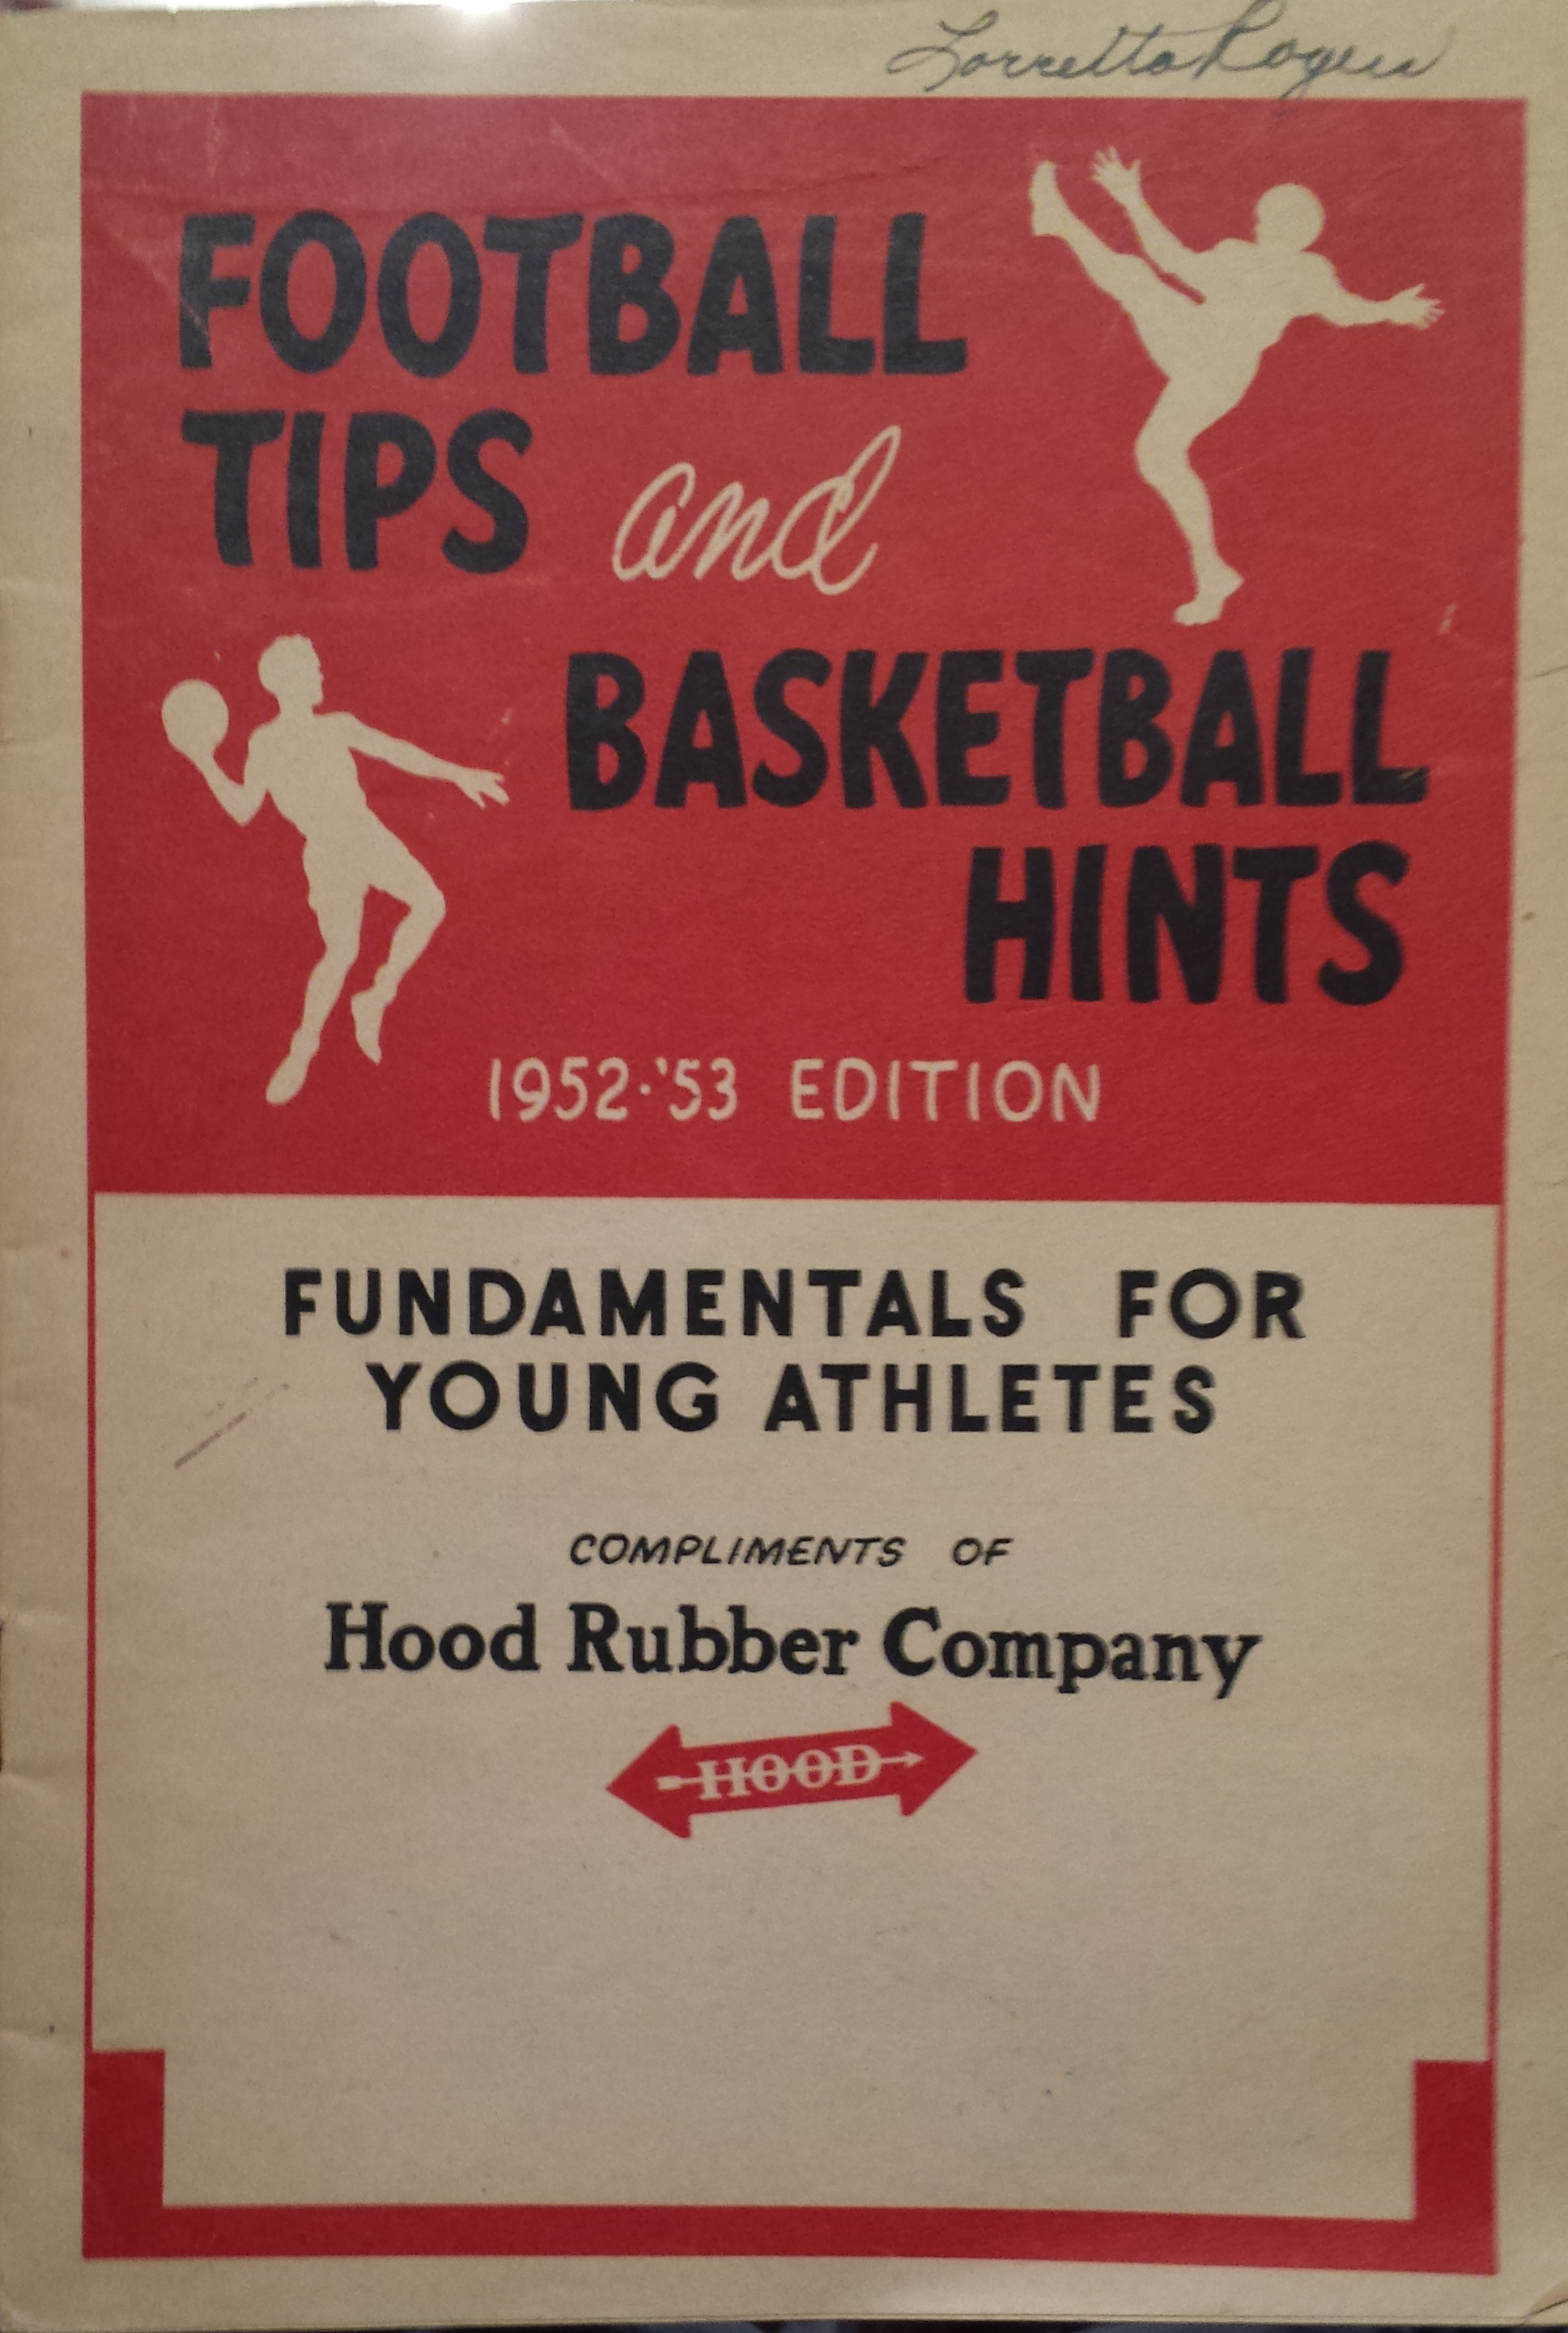 Lorretta Rogers
FOOTBALL
TIPS and
BASKETBALL
HINTS
1952-'53 EDITION
FUNDAMENTALS FOR
YOUNG ATHLETES
COMPLIMENTS OF
Hood Rubber Company
HOOD